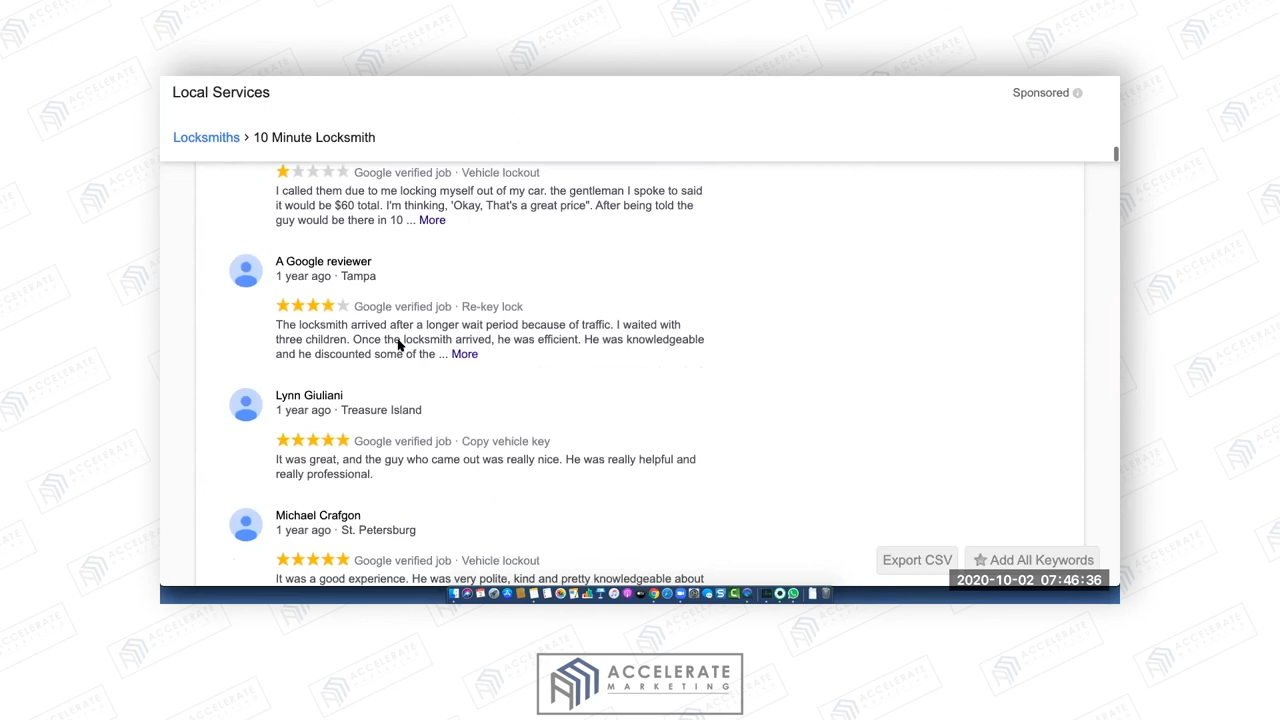 Local Services
Sponsored
Locksmiths > 10 Minute Locksmith
Google verified job · Vehicle lockout
I called them due to me locking myself out of my car. the gentleman I spoke to said
it would be $60 total. I'm thinking, 'Okay, That's a great price". After being told the
guy would be there in 10 ... More
A Google reviewer
1 year ago · Tampa
Google verified job · Re-key lock
The locksmith arrived after a longer wait period because of traffic. I waited with
three children. Once the locksmith arrived, he was efficient. He was knowledgeable
and he discounted some of the ... More
Lynn Giuliani
1 year ago · Treasure Island
Google verified job · Copy vehicle key
It was great, and the guy who came out was really nice. He was really helpful and
really professional.
Michael Crafgon
1 year ago · St. Petersburg
Google verified job · Vehicle lockout
It was a good experience. He was very polite, kind and pretty knowledgeable about
Export CSV
Add All Keywords
2020-10-02 07:46:36
ACCELERATE
MARKETING